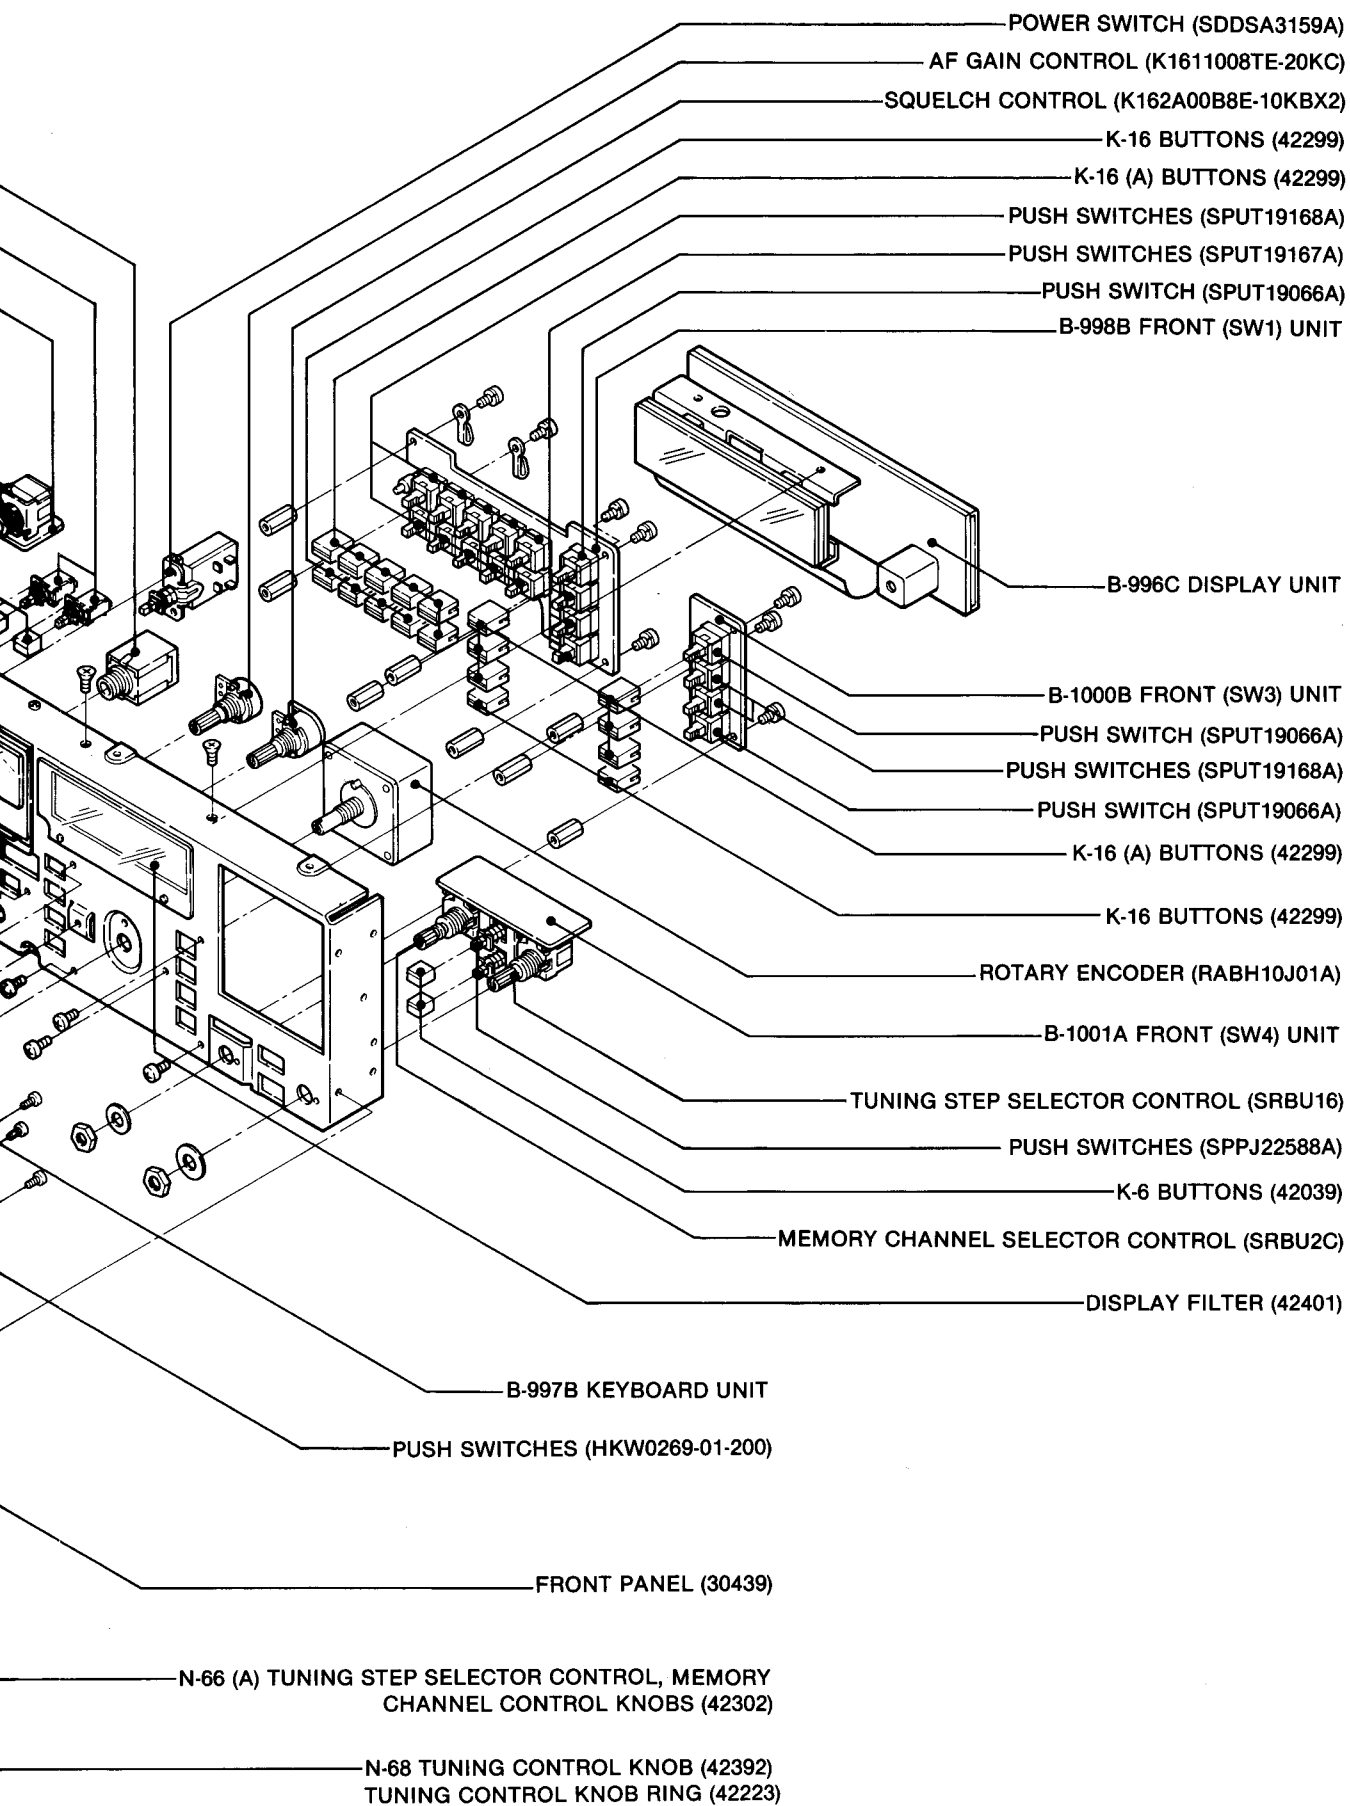 POWER SWITCH (SDDSA3159A)
AF GAIN CONTROL (K1611008TE-20KC)
SQUELCH CONTROL (K162A00B8E-10KBX2)
K-16 BUTTONS (42299)
K-16 (A) BUTTONS (42299)
PUSH SWITCHES (SPUT19168A)
PUSH SWITCHES (SPUT19167A)
PUSH SWITCH (SPUT19066A)
B-998B FRONT (SW1) UNIT
B-996C DISPLAY UNIT
B-1000B FRONT (SW3) UNIT
PUSH SWITCH (SPUT19066A)
PUSH SWITCHES (SPUT19168A)
PUSH SWITCH (SPUT19066A)
K-16 (A) BUTTONS (42299)
K-16 BUTTONS (42299)
ROTARY ENCODER (RABH10J01A)
B-1001A FRONT (SW4) UNIT
TUNING STEP SELECTOR CONTROL (SRBU16)
PUSH SWITCHES (SPPJ22588A)
K-6 BUTTONS (42039)
MEMORY CHANNEL SELECTOR CONTROL (SRBU2C)
DISPLAY FILTER (42401)
B-997B KEYBOARD UNIT
PUSH SWITCHES (HKW0269-01-200)
FRONT PANEL (30439)
N-66 (A) TUNING STEP SELECTOR CONTROL, MEMORY
CHANNEL CONTROL KNOBS (42302)
N-68 TUNING CONTROL KNOB (42392)
TUNING CONTROL KNOB RING (42223)